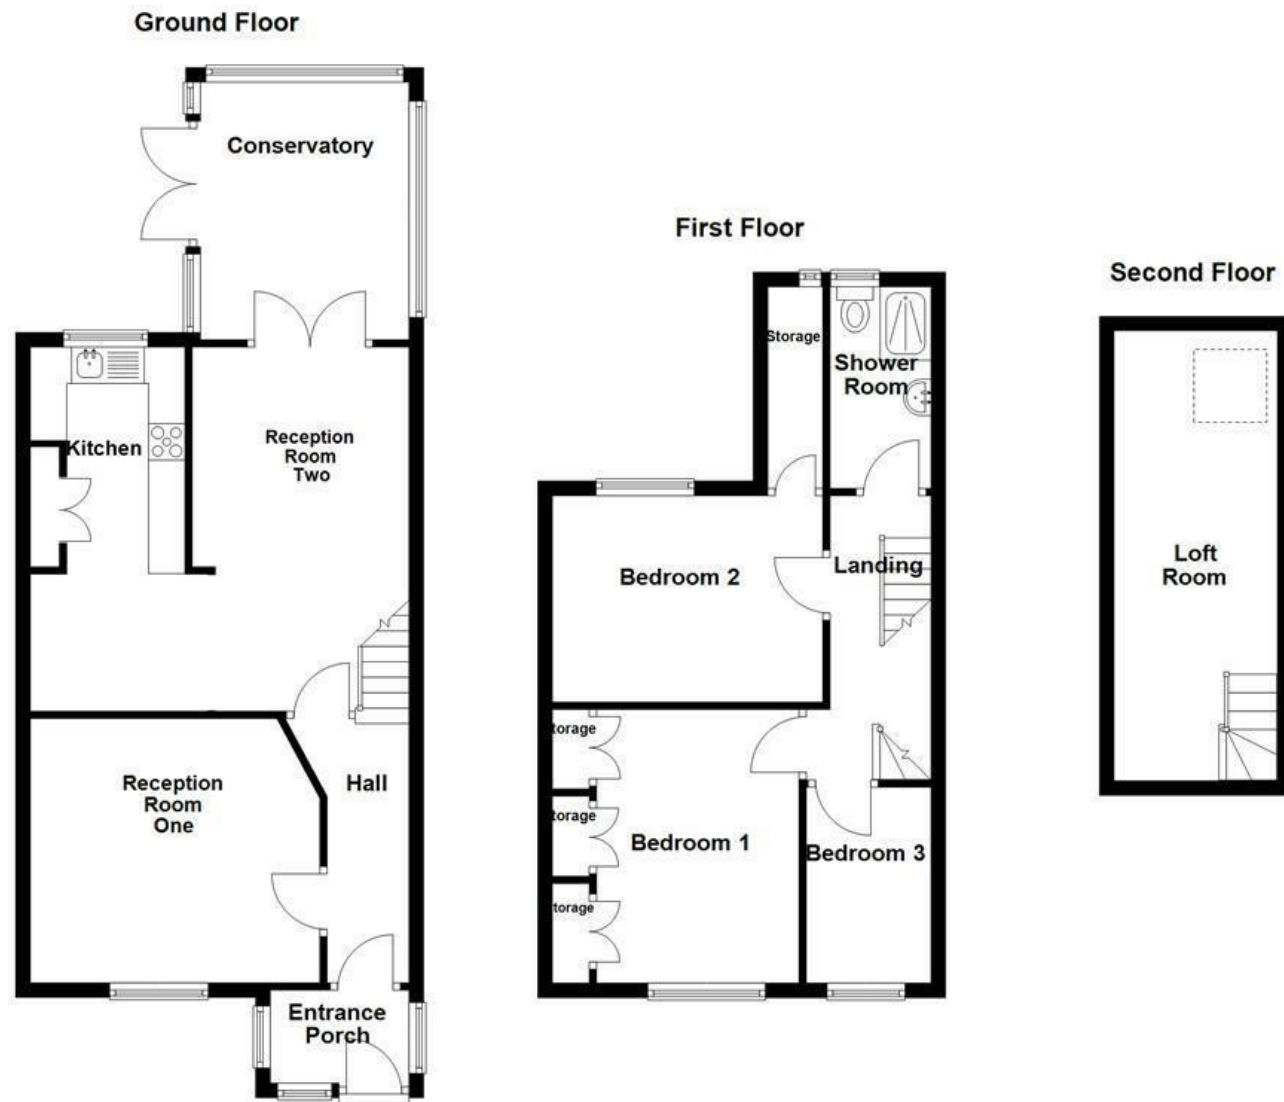 Ground Floor
Conservatory
Kitchen
Reception
Room
Two
Reception
Room
One
Hall
Entrance
Porch
First Floor
Storage
Shower
Room
Bedroom 2
Landing
torage
torage
torage
Bedroom 1
Bedroom 3
Second Floor
Loft
Room